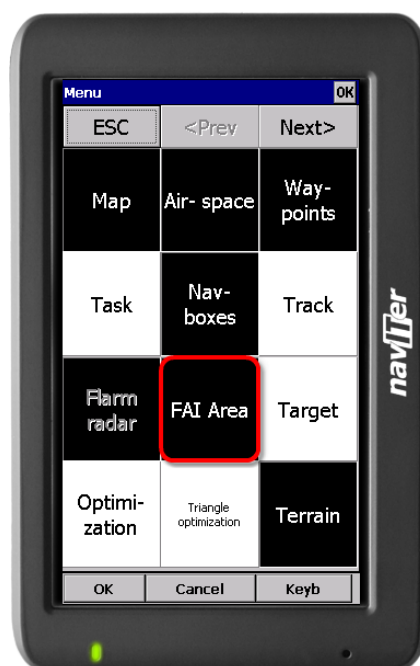 Menu OK
ESC <Prev Next>
Map Air- space Way-
points
Task Nav-
boxes Track
Flarm
radar FAI Area Target
Optimi-
zation Triangle
optimization Terrain
OK Cancel Keyb
naviter